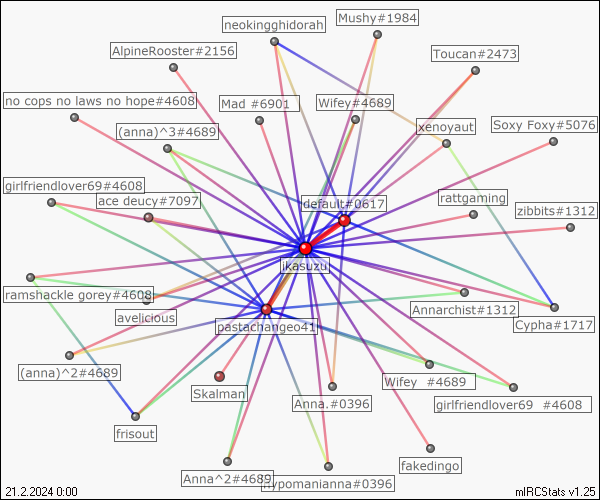 neokingghidorah
Mushy#1984
AlpineRooster#2156
Toucan#2473
no cops no laws no hope#4608
Mad #6901
Wifey#4689
(anna)^3#4689
xenoyaut
Soxy Foxy#5076
girlfriendlover69#4608
ace deucy#7097
default#0617
rattgaming
zibbits#1312
ikasuzu
ramshackle gorey#4608
avelicious
Annarchist#1312
Cypha#1717
pastachangeo41
(anna)^2#4689
Skalman
Anna.#0396
Wifey #4689
girlfriendlover69 #4608
frisout
Anna^2#4689
hypomanianna#0396
fakedingo
21.2.2024 0:00
mIRCStats v1.25